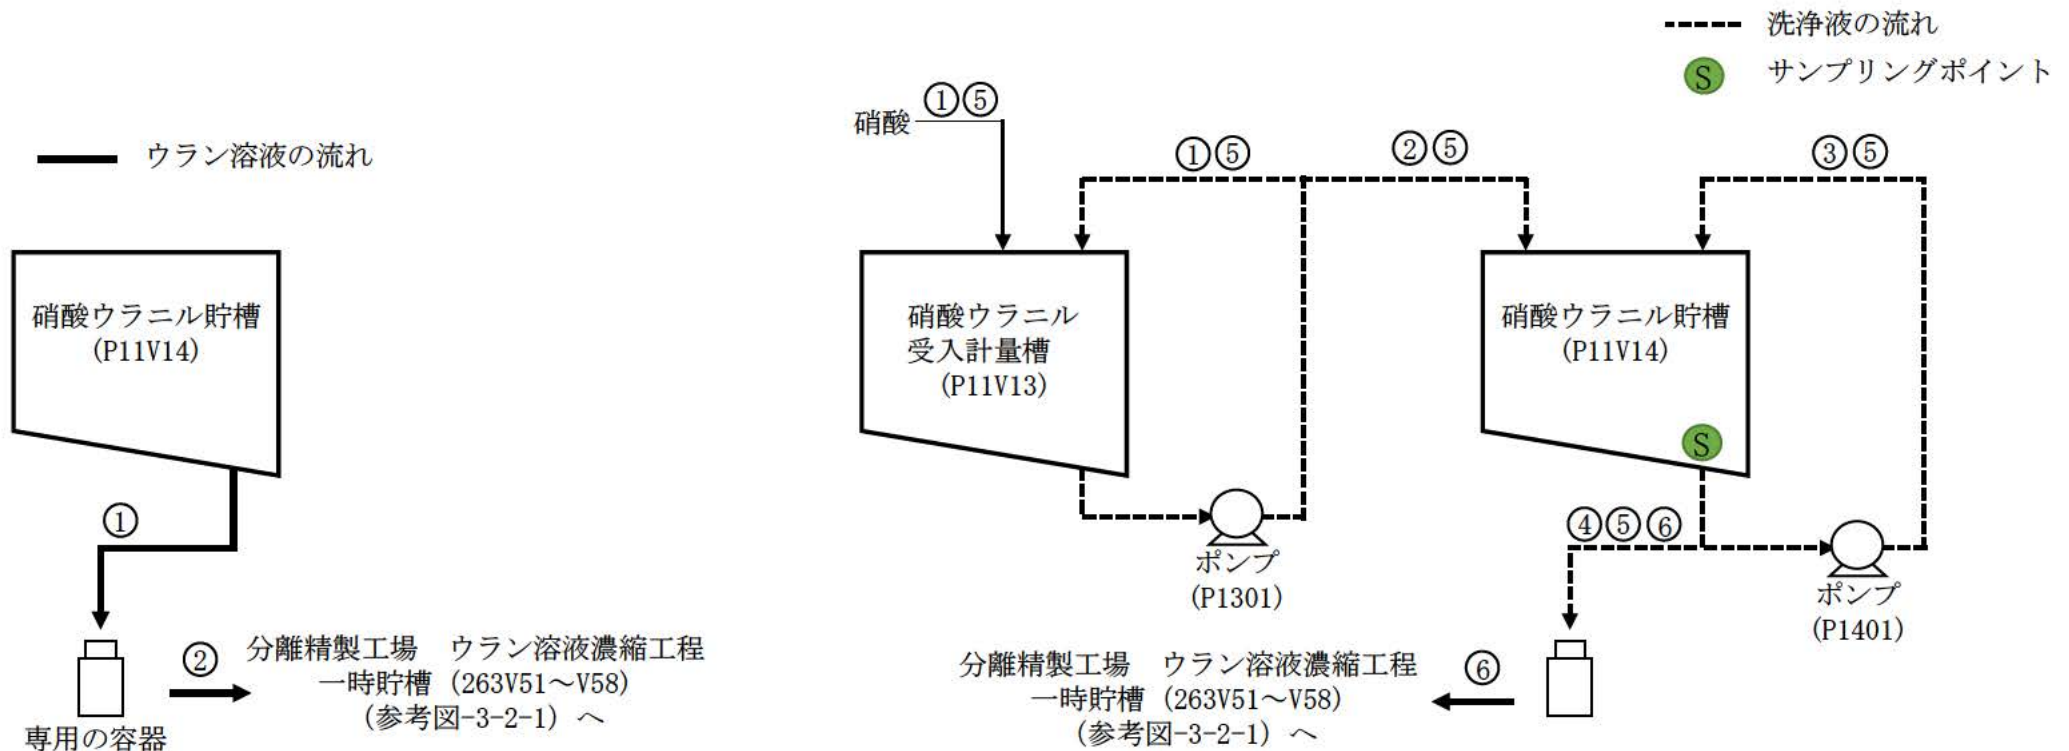 洗浄液の流れ
S サンプリングポイント
ウラン溶液の流れ
硝酸ウラニル貯槽
(P11V14)
①
専用の容器
②
分離精製工場　ウラン溶液濃縮工程
一時貯槽 (263V51～V58)
(参考図-3-2-1) へ
硝酸
①⑤
①⑤
②⑤
③⑤
硝酸ウラニル
受入計量槽
(P11V13)
ポンプ
(P1301)
硝酸ウラニル貯槽
(P11V14)
S
④⑤⑥
ポンプ
(P1401)
⑥
分離精製工場　ウラン溶液濃縮工程
一時貯槽 (263V51～V58)
(参考図-3-2-1) へ